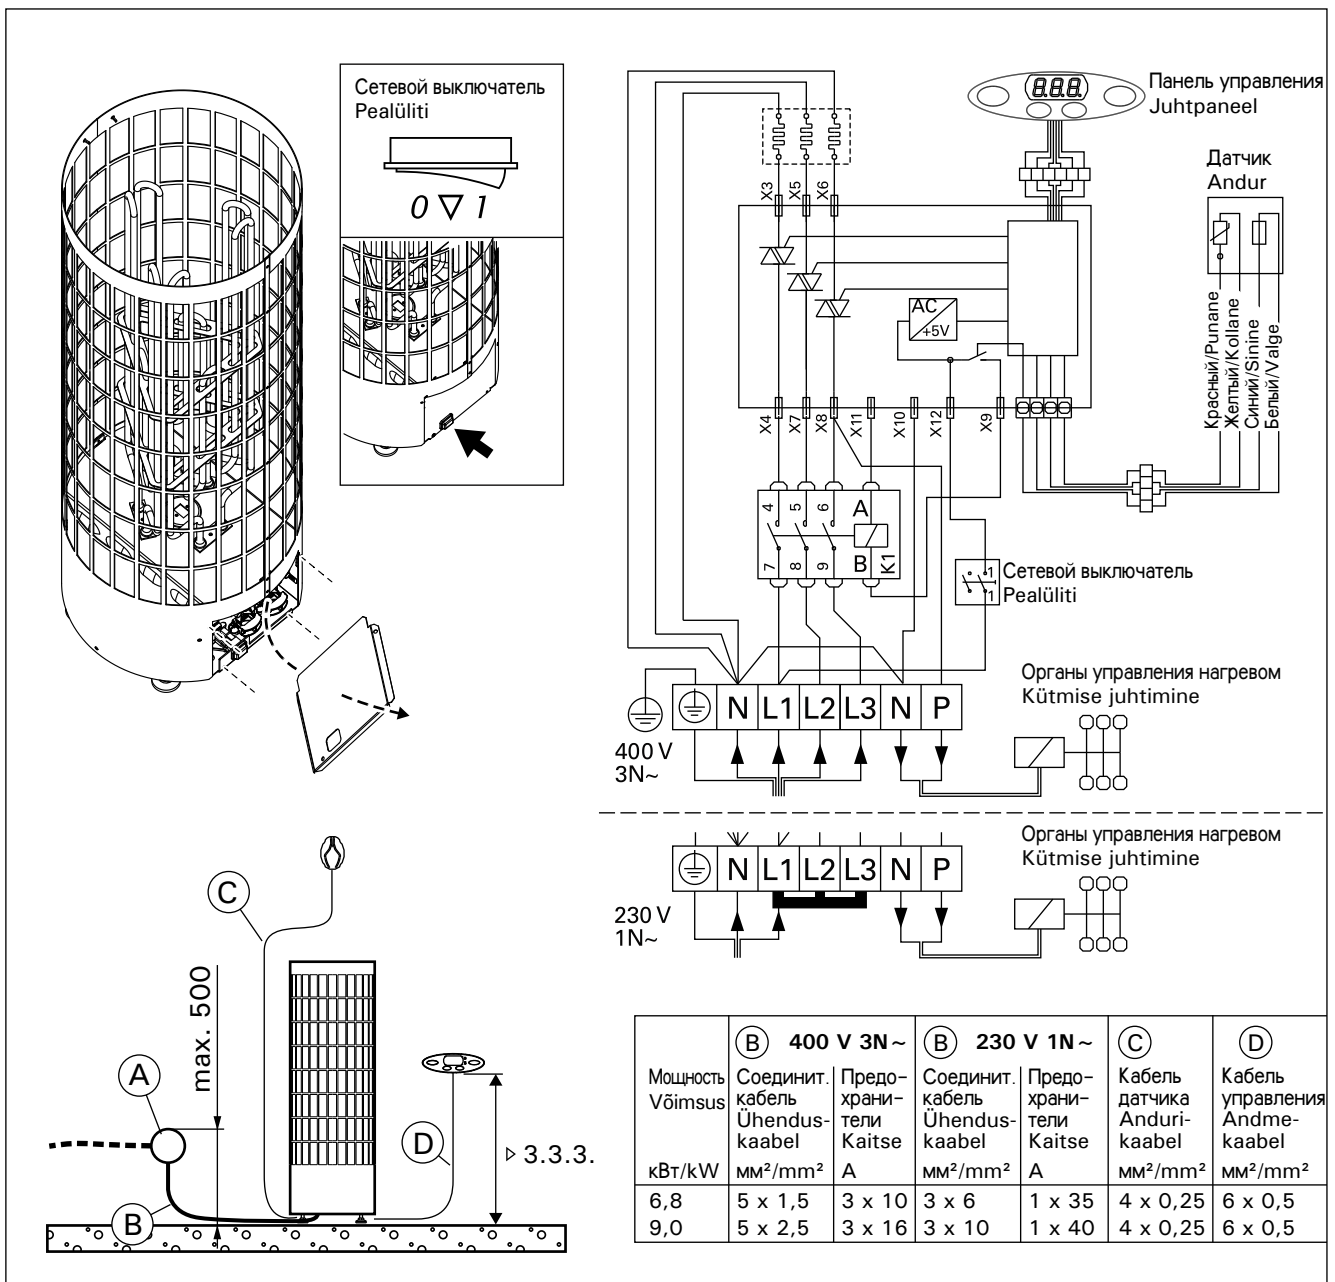 Сетевой выключатель
Pealüliti
0 ▽ 1
Панель управления
Juhtpaneel
8.8.8.
Датчик
Andur
Красный/Punane
Желтый/Kollane
Синий/Sinine
Белый/Valge
X3 X5 X6
AC
+5V
X4 X7 X8 X11 X10 X12 X9
4 5 6 A
7 8 9 B K1
1
1
Сетевой выключатель
Pealüliti
Органы управления нагревом
Kütmise juhtimine
N L1 L2 L3 N P
400 V
3N~
Органы управления нагревом
Kütmise juhtimine
N L1 L2 L3 N P
230 V
1N~
C
max. 500
A
D
▷ 3.3.3.
B
B 400 V 3N~ B 230 V 1N~ C D
Мощность Соединит. Предо- Соединит. Предо- Кабель Кабель
Võimsus кабель храни- кабель храни- датчика управления
Ühendus- тели Ühendus- тели Anduri- Andme-
kaabel Kaitse kaabel Kaitse kaabel kaabel
кВт/kW мм²/mm² A мм²/mm² A мм²/mm² мм²/mm²
6,8 5 x 1,5 3 x 10 3 x 6 1 x 35 4 x 0,25 6 x 0,5
9,0 5 x 2,5 3 x 16 3 x 10 1 x 40 4 x 0,25 6 x 0,5